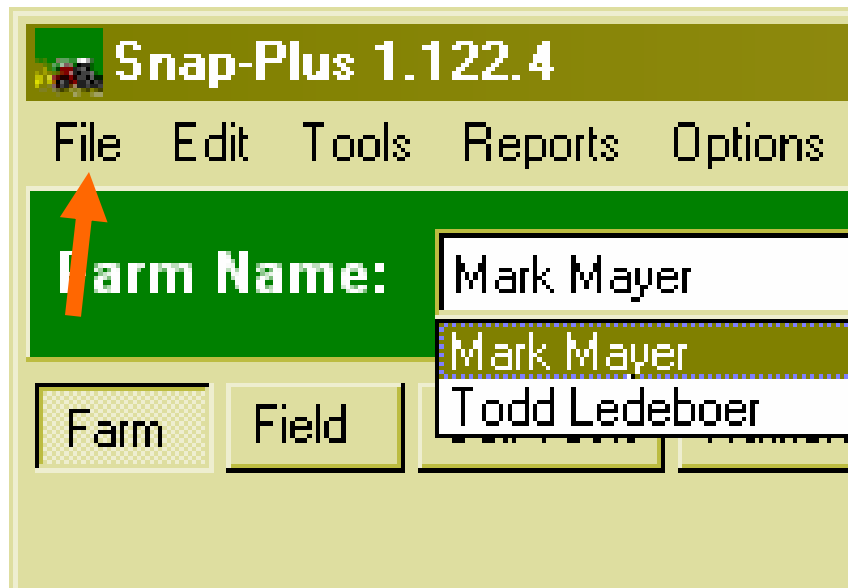 Snap-Plus 1.122.4
File Edit Tools Reports Options
Farm Name: Mark Mayer
Mark Mayer
Todd Ledeboer
Farm Field